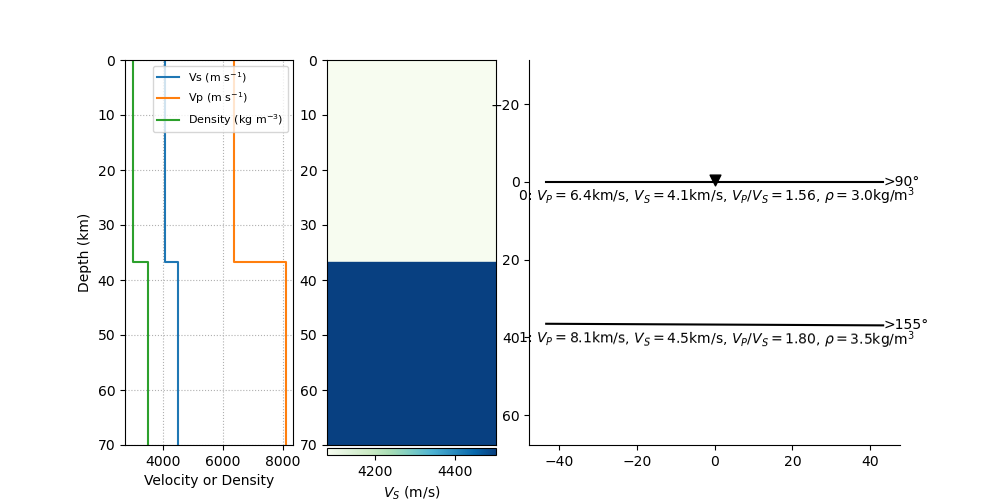 0
10
20
30
40
50
60
70
Depth (km)
4000 6000 8000
Velocity or Density
Vs (m s⁻¹)
Vp (m s⁻¹)
Density (kg m⁻³)
0
10
20
30
40
50
60
70
4200 4400
V_S (m/s)
−20
0
20
40
60
−40 −20 0 20 40
>90°
0: V_P = 6.4km/s, V_S = 4.1km/s, V_P/V_S = 1.56, ρ = 3.0kg/m³
>155°
1: V_P = 8.1km/s, V_S = 4.5km/s, V_P/V_S = 1.80, ρ = 3.5kg/m³